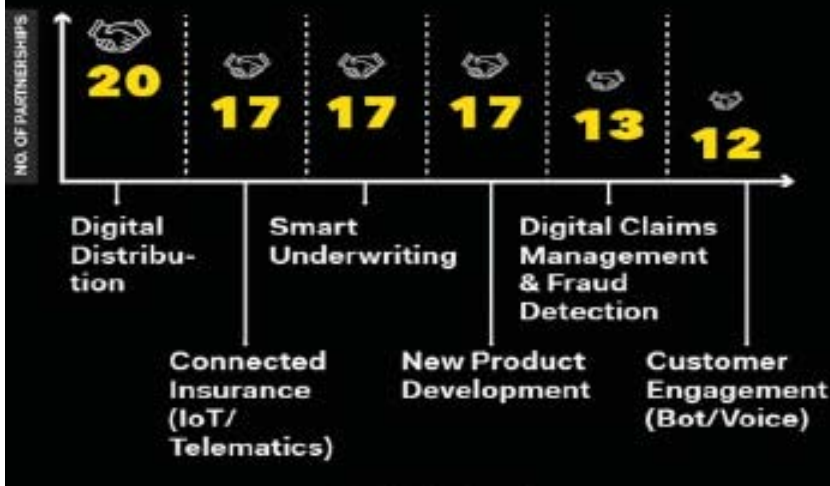 NO. OF PARTNERSHIPS
20
17
17
17
13
12
Digital
Distribu-
tion
Smart
Underwriting
Digital Claims
Management
& Fraud
Detection
Connected
Insurance
(IoT/
Telematics)
New Product
Development
Customer
Engagement
(Bot/Voice)